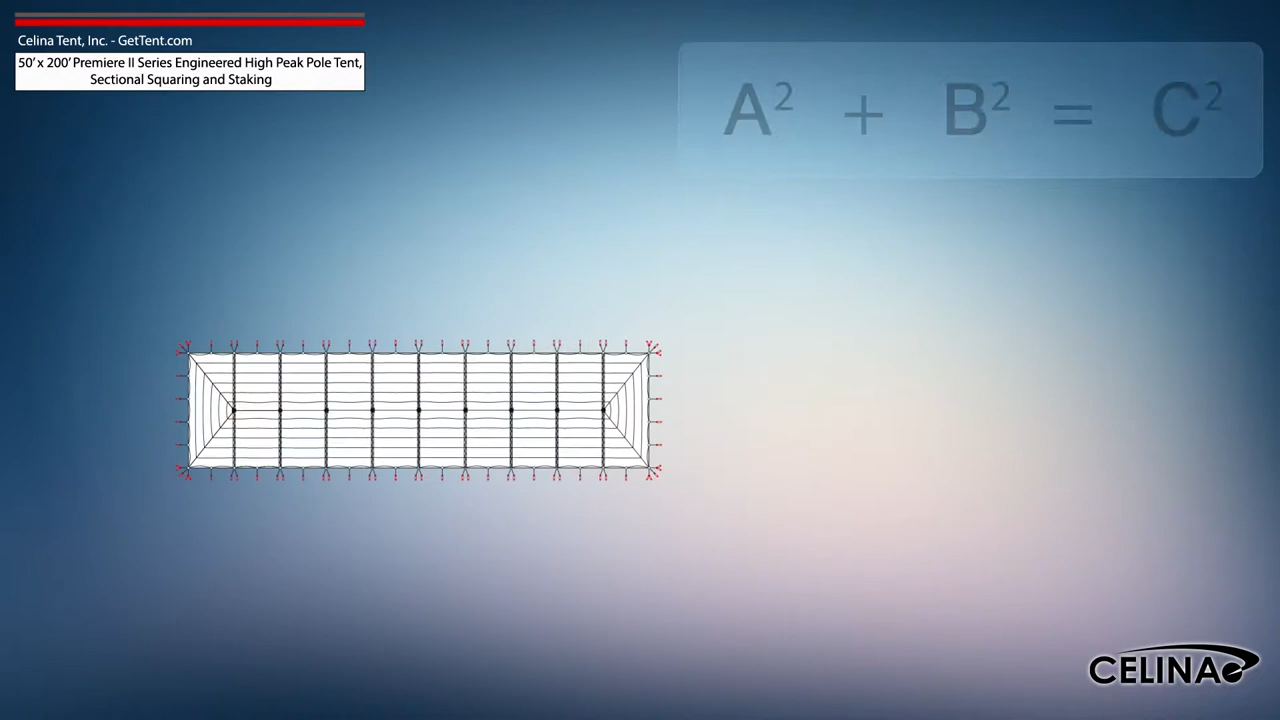 Celina Tent, Inc. - GetTent.com
50' x 200' Premiere II Series Engineered High Peak Pole Tent,
Sectional Squaring and Staking
A² + B² = C²
CELINA